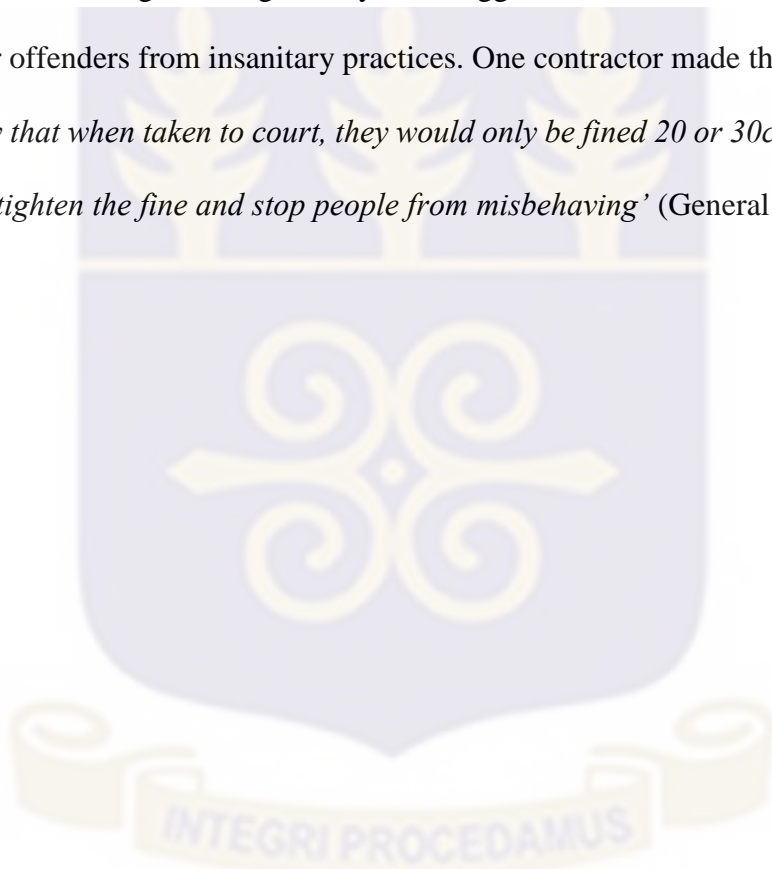 r offenders from insanitary practices. One contractor made th
that when taken to court, they would only be fined 20 or 30c
tighten the fine and stop people from misbehaving’ (General
INTEGRI PROCEDAMUS